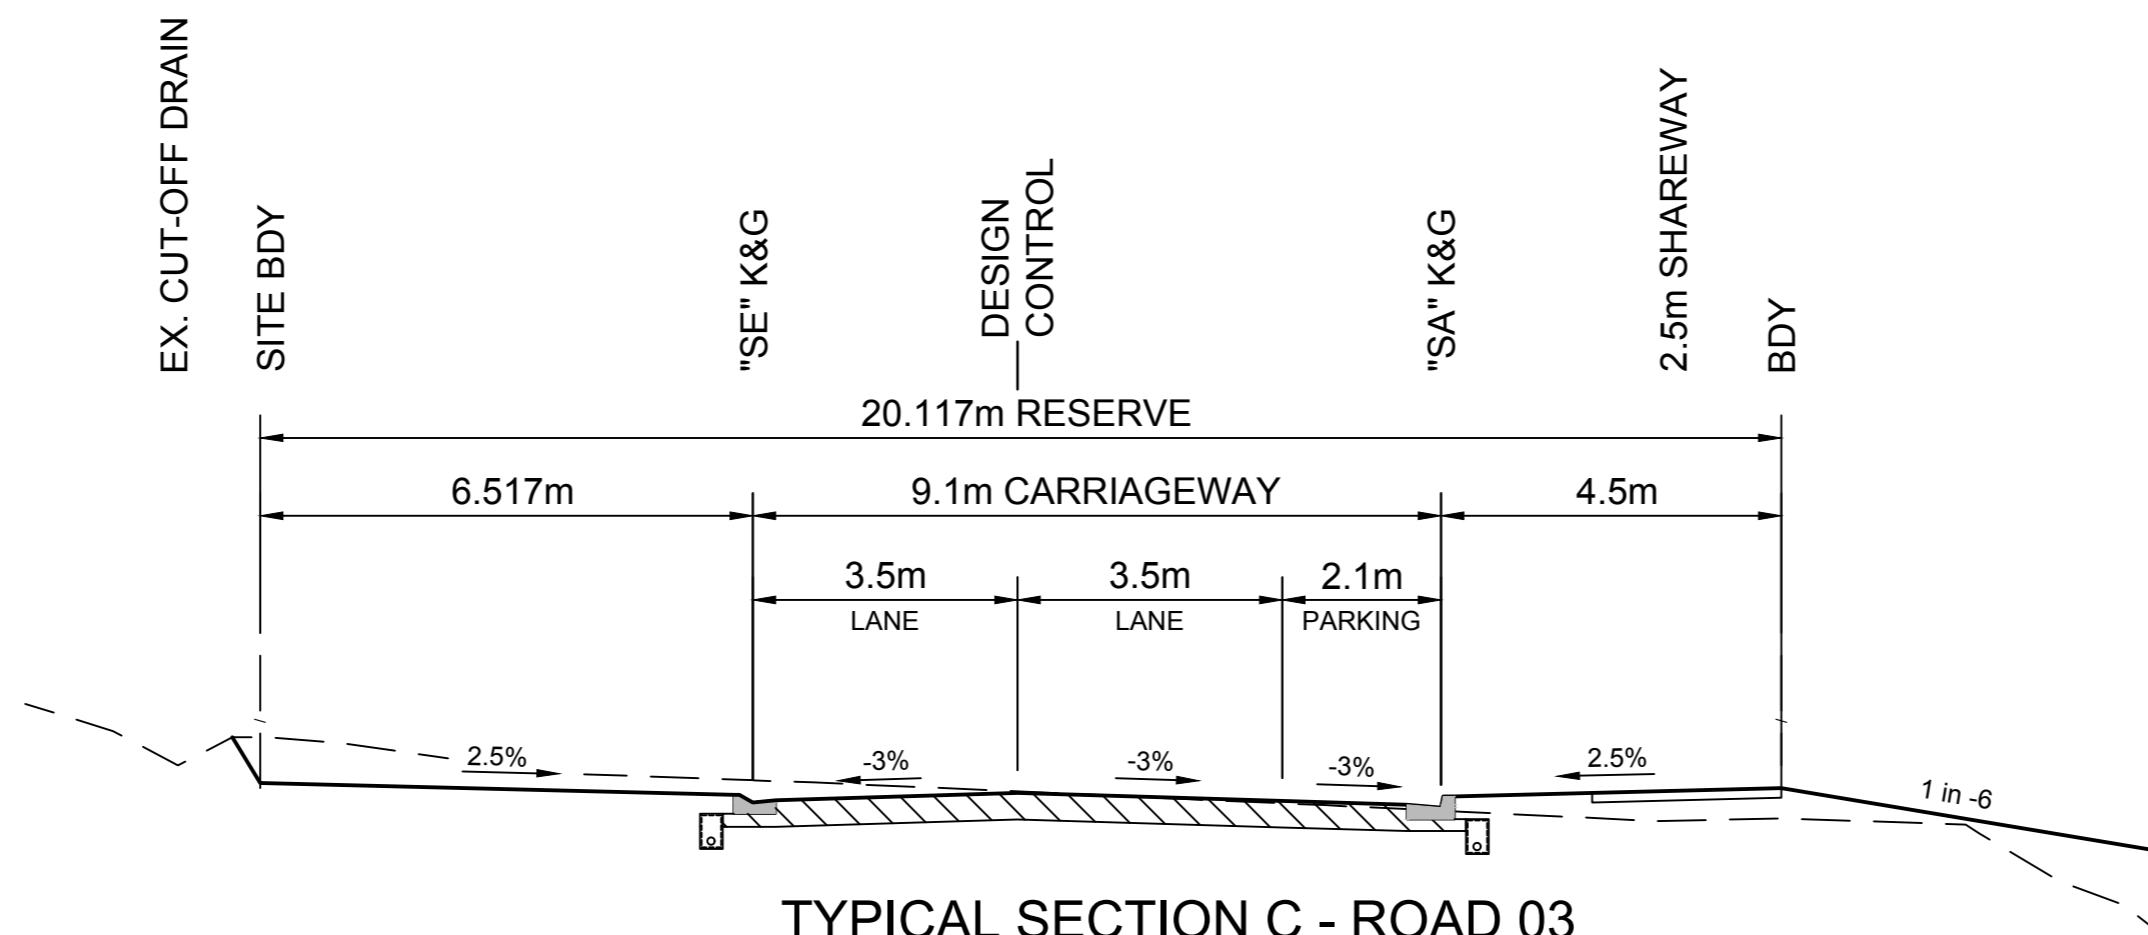 EX. CUT-OFF DRAIN
SITE BDY
"SE" K&G
DESIGN
CONTROL
"SA" K&G
2.5m SHAREWAY
BDY
20.117m RESERVE
6.517m
9.1m CARRIAGEWAY
4.5m
3.5m
LANE
3.5m
LANE
2.1m
PARKING
2.5%
-3%
-3%
-3%
2.5%
1 in -6
TYPICAL SECTION C - ROAD 03